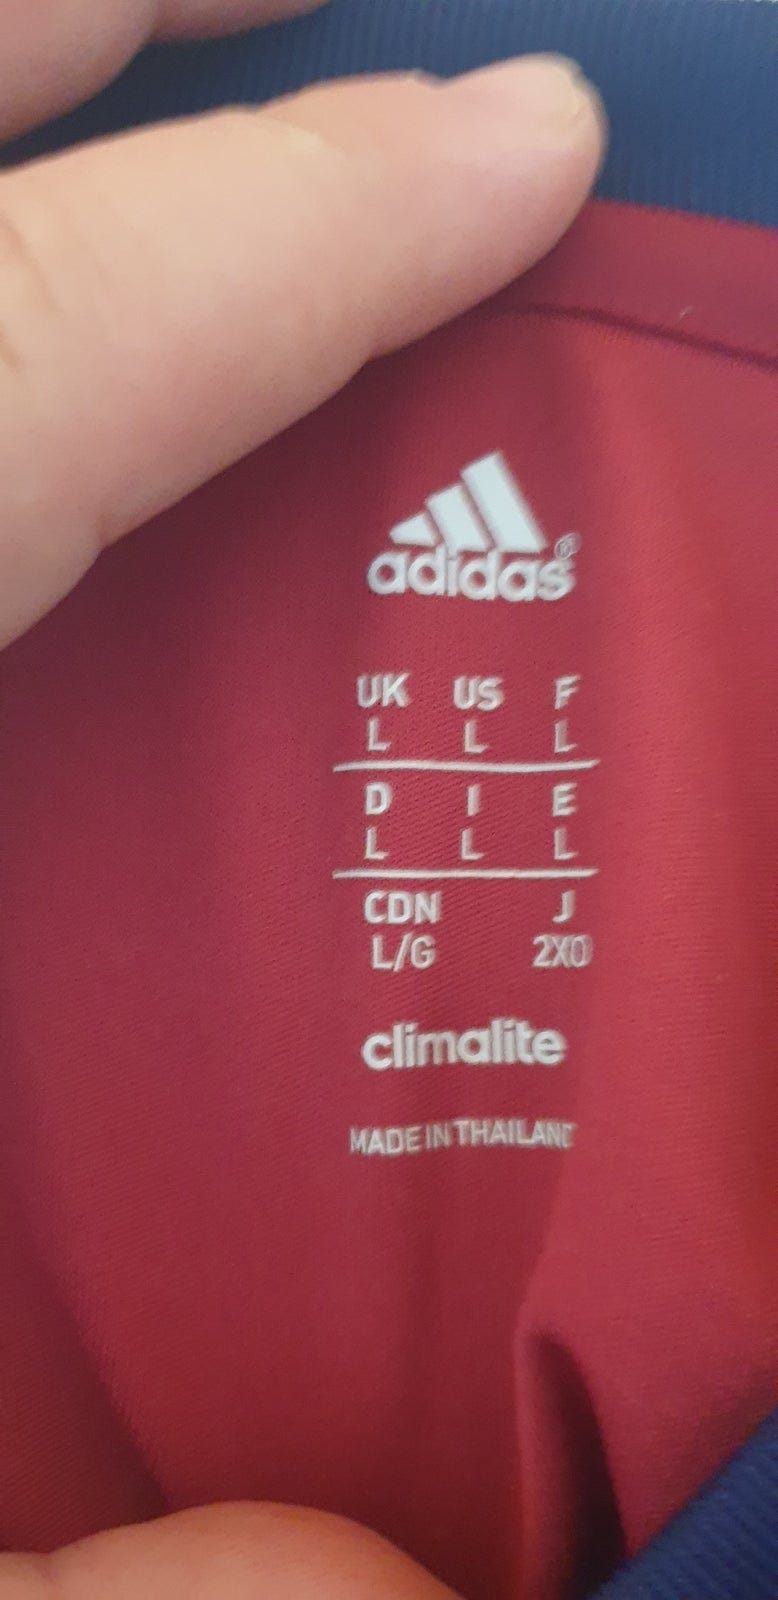 adidas®
UK US F
L L L
D I E
L L L
CDN J
L/G 2XO
climalite
MADE IN THAILAND